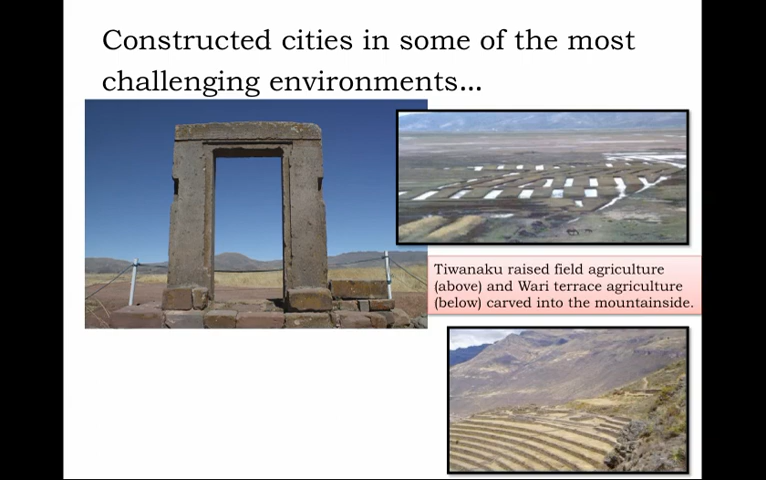 Constructed cities in some of the most
challenging environments...
Tiwanaku raised field agriculture
(above) and Wari terrace agriculture
(below) carved into the mountainside.